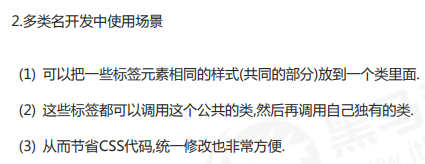 2.多类名开发中使用场景
(1) 可以把一些标签元素相同的样式(共同的部分)放到一个类里面.
(2) 这些标签都可以调用这个公共的类,然后再调用自己独有的类.
(3) 从而节省CSS代码,统一修改也非常方便.